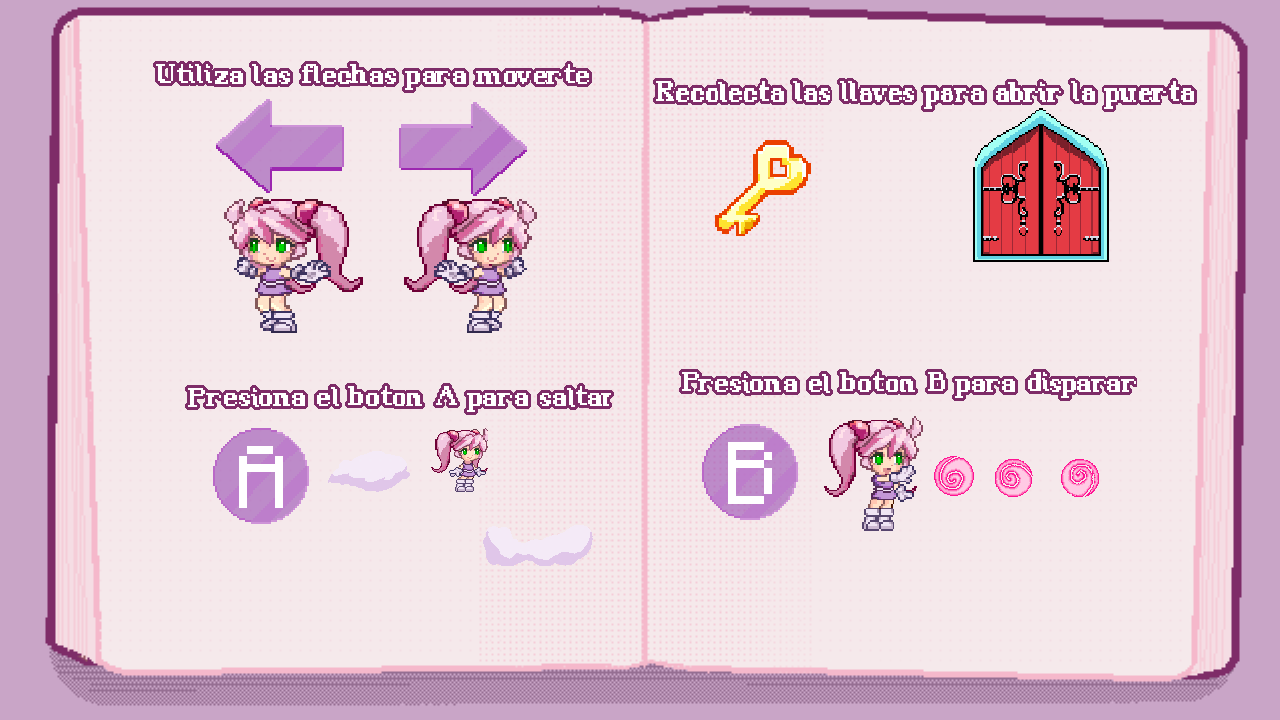 Utiliza las flechas para moverte
Presiona el boton A para saltar
A
Recolecta las llaves para abrir la puerta
Presiona el boton B para disparar
B